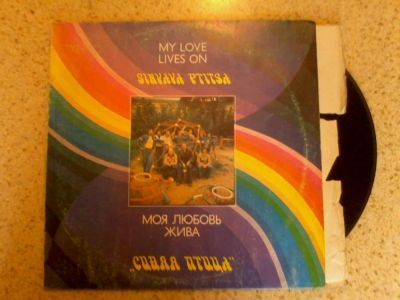 MY LOVE
LIVES ON
SINYAYA PTITSA
МОЯ ЛЮБОВЬ
ЖИВА
„СИНЯЯ ПТИЦА"